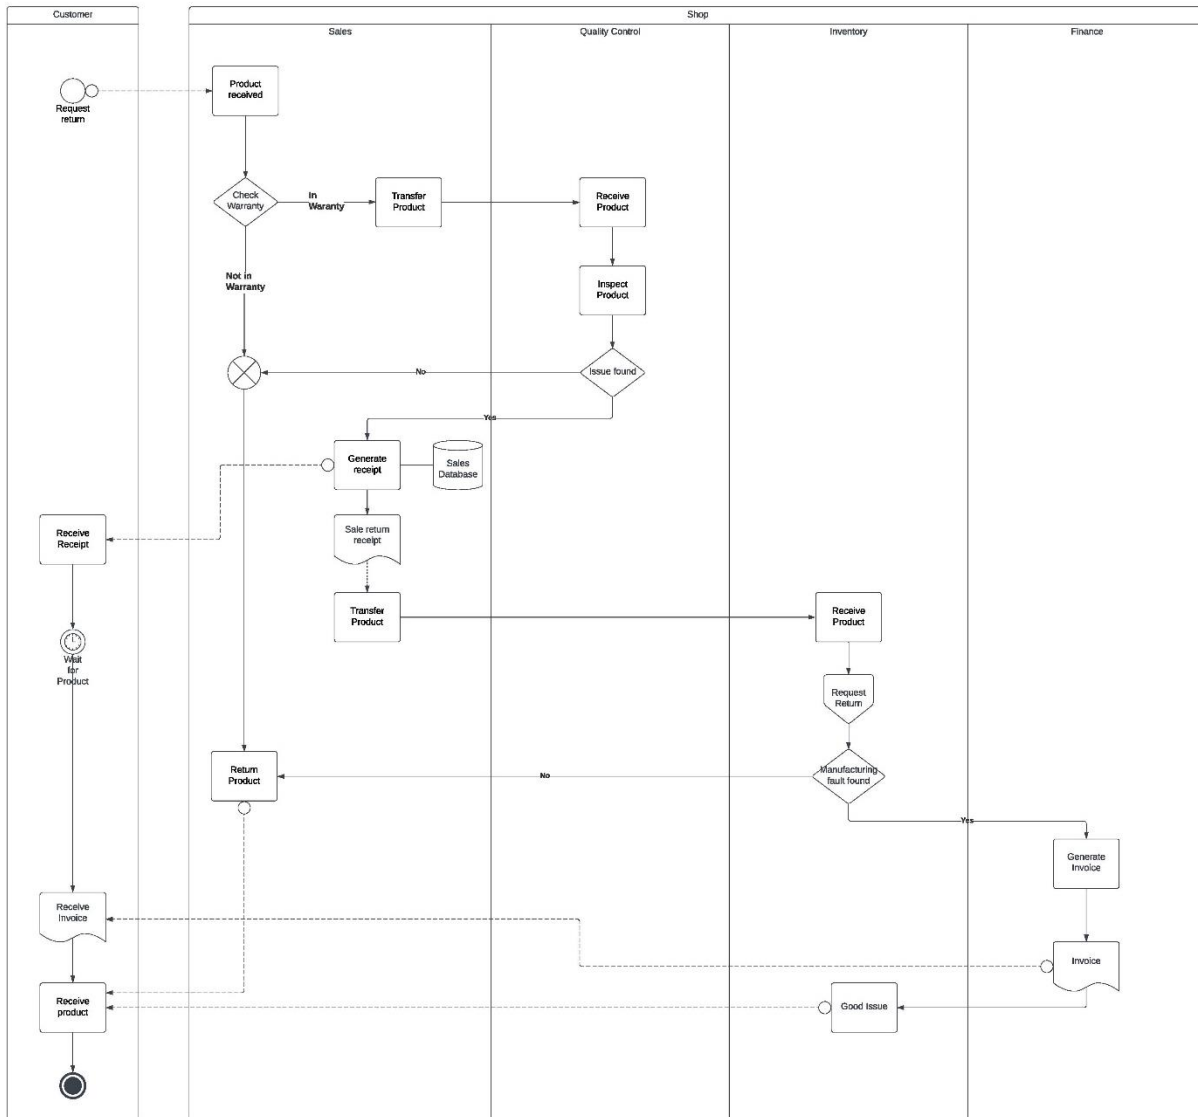 Customer
Shop
Sales
Quality Control
Inventory
Finance
Request
return
Product
received
Check
Warranty
In
Waranty
Transfer
Product
Receive
Product
Not in
Warranty
Inspect
Product
Issue found
No
Yes
Generate
receipt
Sales
Database
Receive
Receipt
Sale return
receipt
Transfer
Product
Receive
Product
Wait
for
Product
Request
Return
Return
Product
No
Manufacturing
fault found
Yes
Generate
Invoice
Receive
Invoice
Invoice
Receive
product
Good Issue